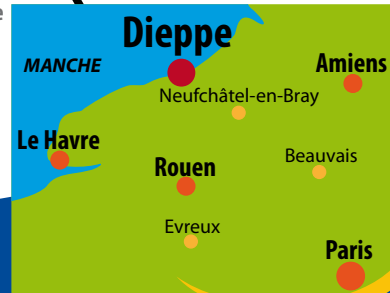 e
Dieppe
MANCHE
Amiens
Neufchâtel-en-Bray
Le Havre
Beauvais
Rouen
Evreux
Paris